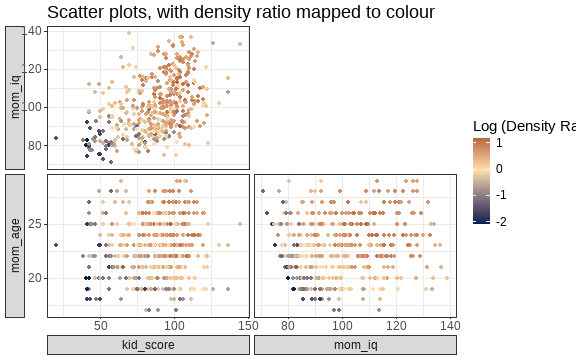 Scatter plots, with density ratio mapped to colour
mom_iq
140
120
100
80
Log (Density Ra
1
0
-1
-2
mom_age
25
20
50
100
150
80
100
120
140
kid_score
mom_iq